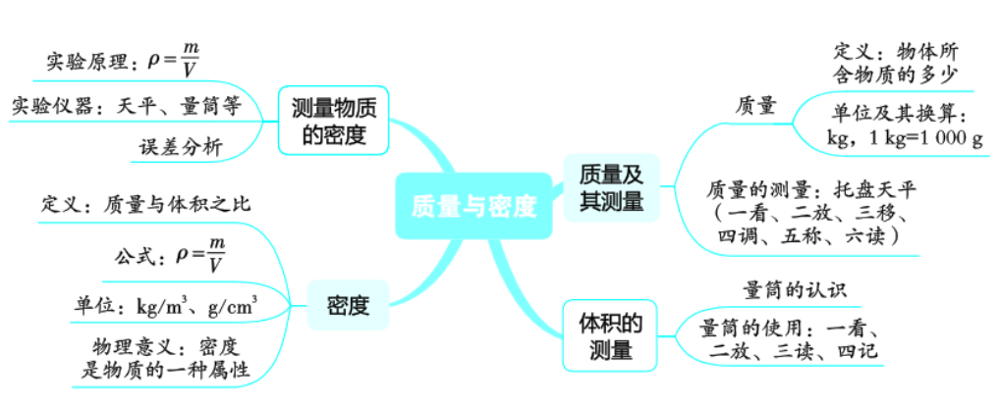 质量与密度
测量物质
的密度
实验原理：ρ=m/V
实验仪器：天平、量筒等
误差分析
密度
定义：质量与体积之比
公式：ρ=m/V
单位：kg/m³、g/cm³
物理意义：密度
是物质的一种属性
质量及
其测量
质量
定义：物体所
含物质的多少
单位及其换算：
kg，1 kg=1 000 g
质量的测量：托盘天平
（一看、二放、三移、
四调、五称、六读）
体积的
测量
量筒的认识
量筒的使用：一看、
二放、三读、四记